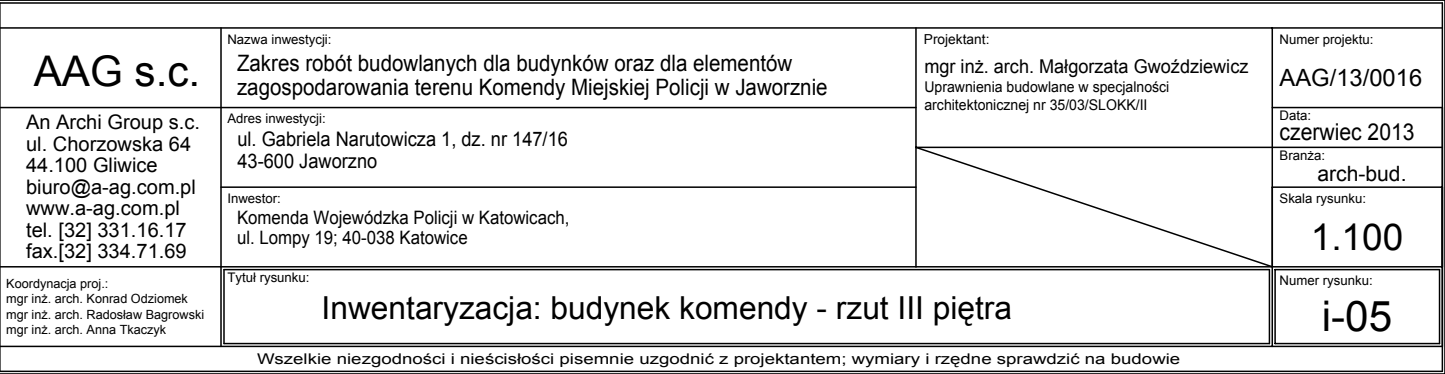 AAG s.c.
An Archi Group s.c.
ul. Chorzowska 64
44.100 Gliwice
biuro@a-ag.com.pl
www.a-ag.com.pl
tel. [32] 331.16.17
fax.[32] 334.71.69
Koordynacja proj.:
mgr inż. arch. Konrad Odziomek
mgr inż. arch. Radosław Bagrowski
mgr inż. arch. Anna Tkaczyk
Nazwa inwestycji:
Zakres robót budowlanych dla budynków oraz dla elementów
zagospodarowania terenu Komendy Miejskiej Policji w Jaworznie
Adres inwestycji:
ul. Gabriela Narutowicza 1, dz. nr 147/16
43-600 Jaworzno
Inwestor:
Komenda Wojewódzka Policji w Katowicach,
ul. Lompy 19; 40-038 Katowice
Projektant:
mgr inż. arch. Małgorzata Gwoździewicz
Uprawnienia budowlane w specjalności
architektonicznej nr 35/03/SLOKK/II
Numer projektu:
AAG/13/0016
Data:
czerwiec 2013
Branża:
arch-bud.
Skala rysunku:
1.100
Tytuł rysunku:
Inwentaryzacja: budynek komendy - rzut III piętra
Numer rysunku:
i-05
Wszelkie niezgodności i nieścisłości pisemnie uzgodnić z projektantem; wymiary i rzędne sprawdzić na budowie